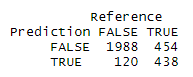 Reference
Prediction FALSE TRUE
FALSE 1988 454
TRUE 120 438